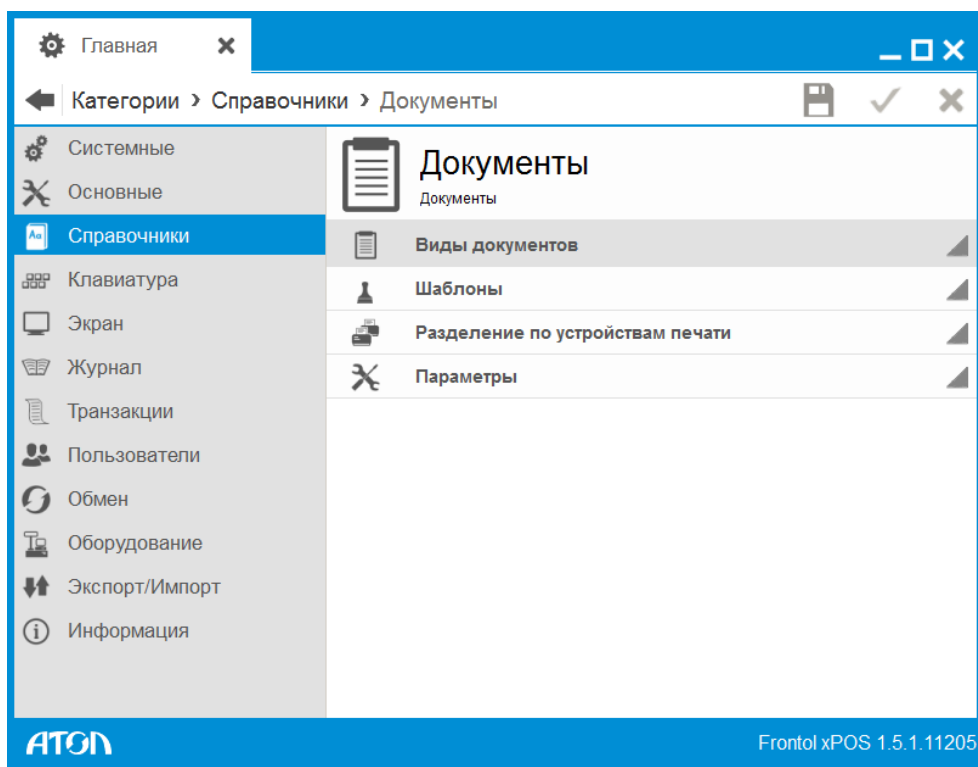 Главная
Категории › Справочники › Документы
Системные
Основные
Справочники
Клавиатура
Экран
Журнал
Транзакции
Пользователи
Обмен
Оборудование
Экспорт/Импорт
Информация
Документы
Документы
Виды документов
Шаблоны
Разделение по устройствам печати
Параметры
АТОЛ
Frontol xPOS 1.5.1.11205